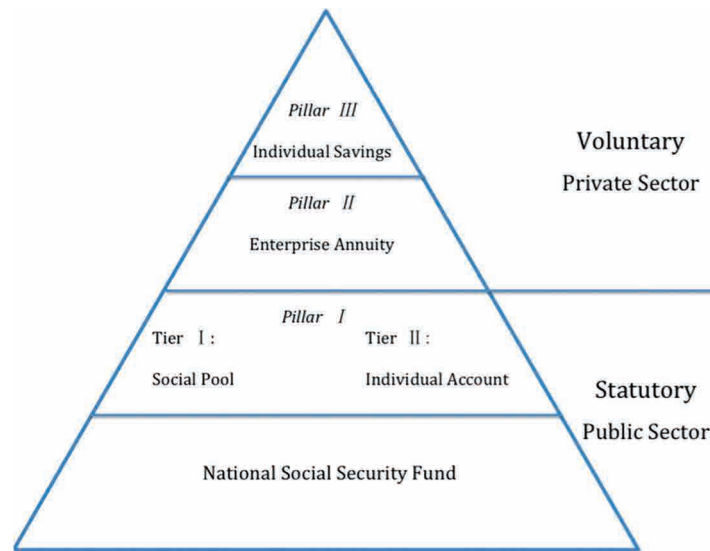 Pillar III
Individual Savings
Voluntary
Private Sector
Pillar II
Enterprise Annuity
Pillar I
Tier I :
Tier II :
Social Pool
Individual Account
Statutory
Public Sector
National Social Security Fund